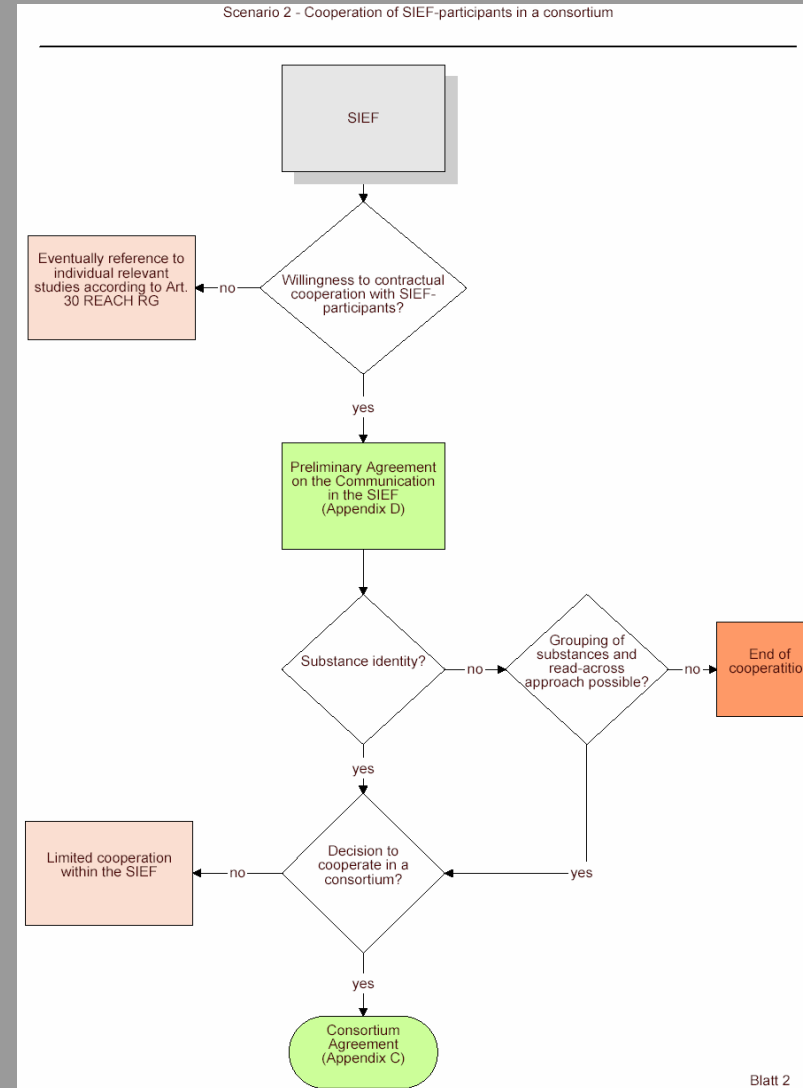 Scenario 2 - Cooperation of SIEF-participants in a consortium
SIEF
Eventually reference to
individual relevant
studies according to Art.
30 REACH RG
no
Willingness to contractual
cooperation with SIEF-
participants?
yes
Preliminary Agreement
on the Communication
in the SIEF
(Appendix D)
Substance identity?
no
Grouping of
substances and
read-across
approach possible?
no
End of
cooperatitio
yes
Limited cooperation
within the SIEF
no
Decision to
cooperate in a
consortium?
yes
yes
Consortium
Agreement
(Appendix C)
Blatt 2